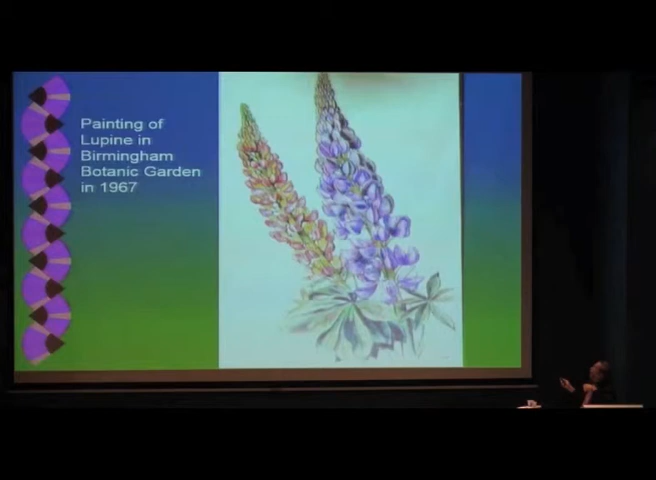 Painting of
Lupine in
Birmingham
Botanic Garden
in 1967